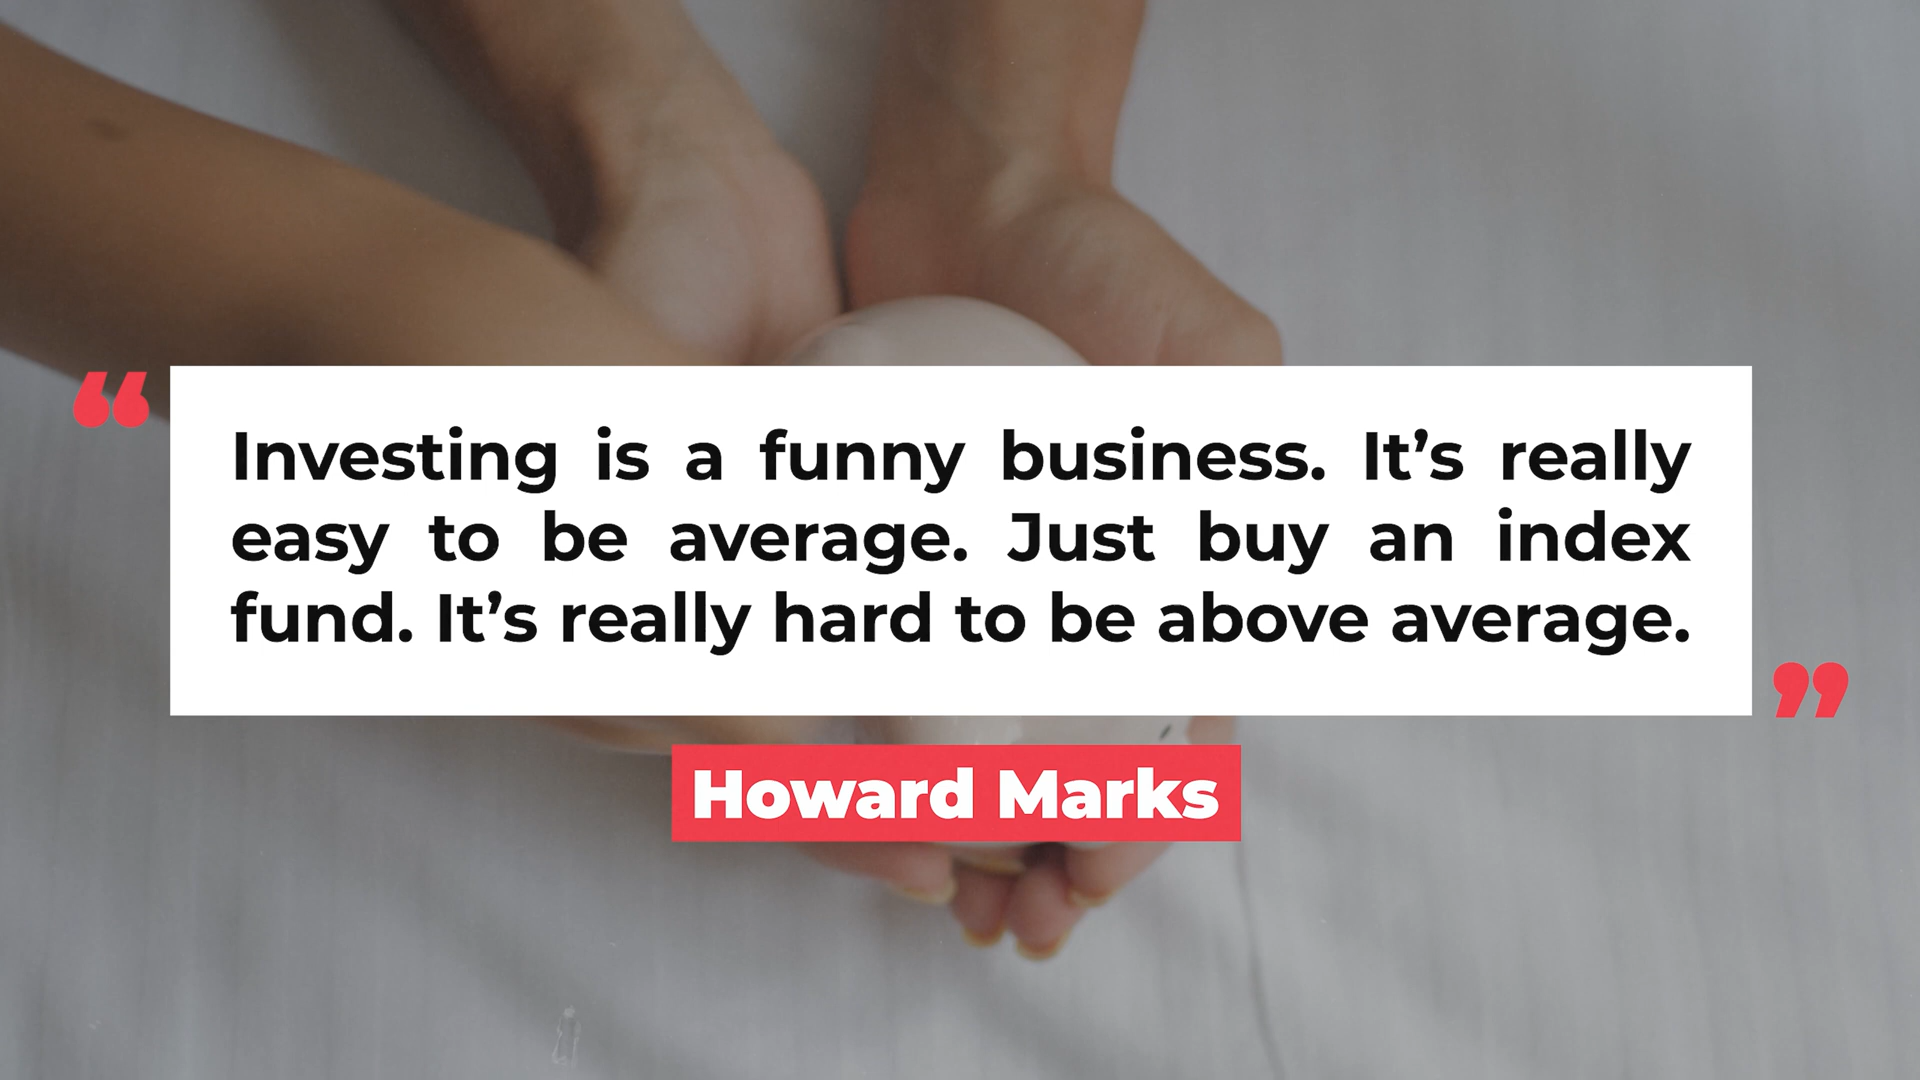 “
Investing is a funny business. It’s really
easy to be average. Just buy an index
fund. It’s really hard to be above average.
”
Howard Marks